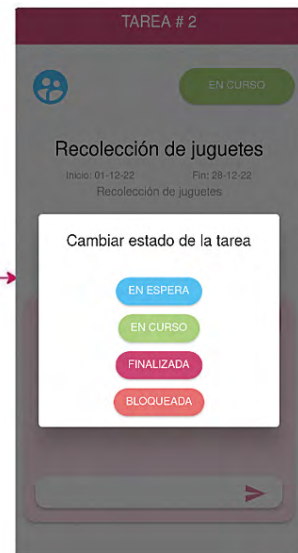 TAREA # 2
EN CURSO
Recolección de juguetes
Inicio: 01-12-22 Fin: 28-12-22
Recolección de juguetes
Cambiar estado de la tarea
EN ESPERA
EN CURSO
FINALIZADA
BLOQUEADA